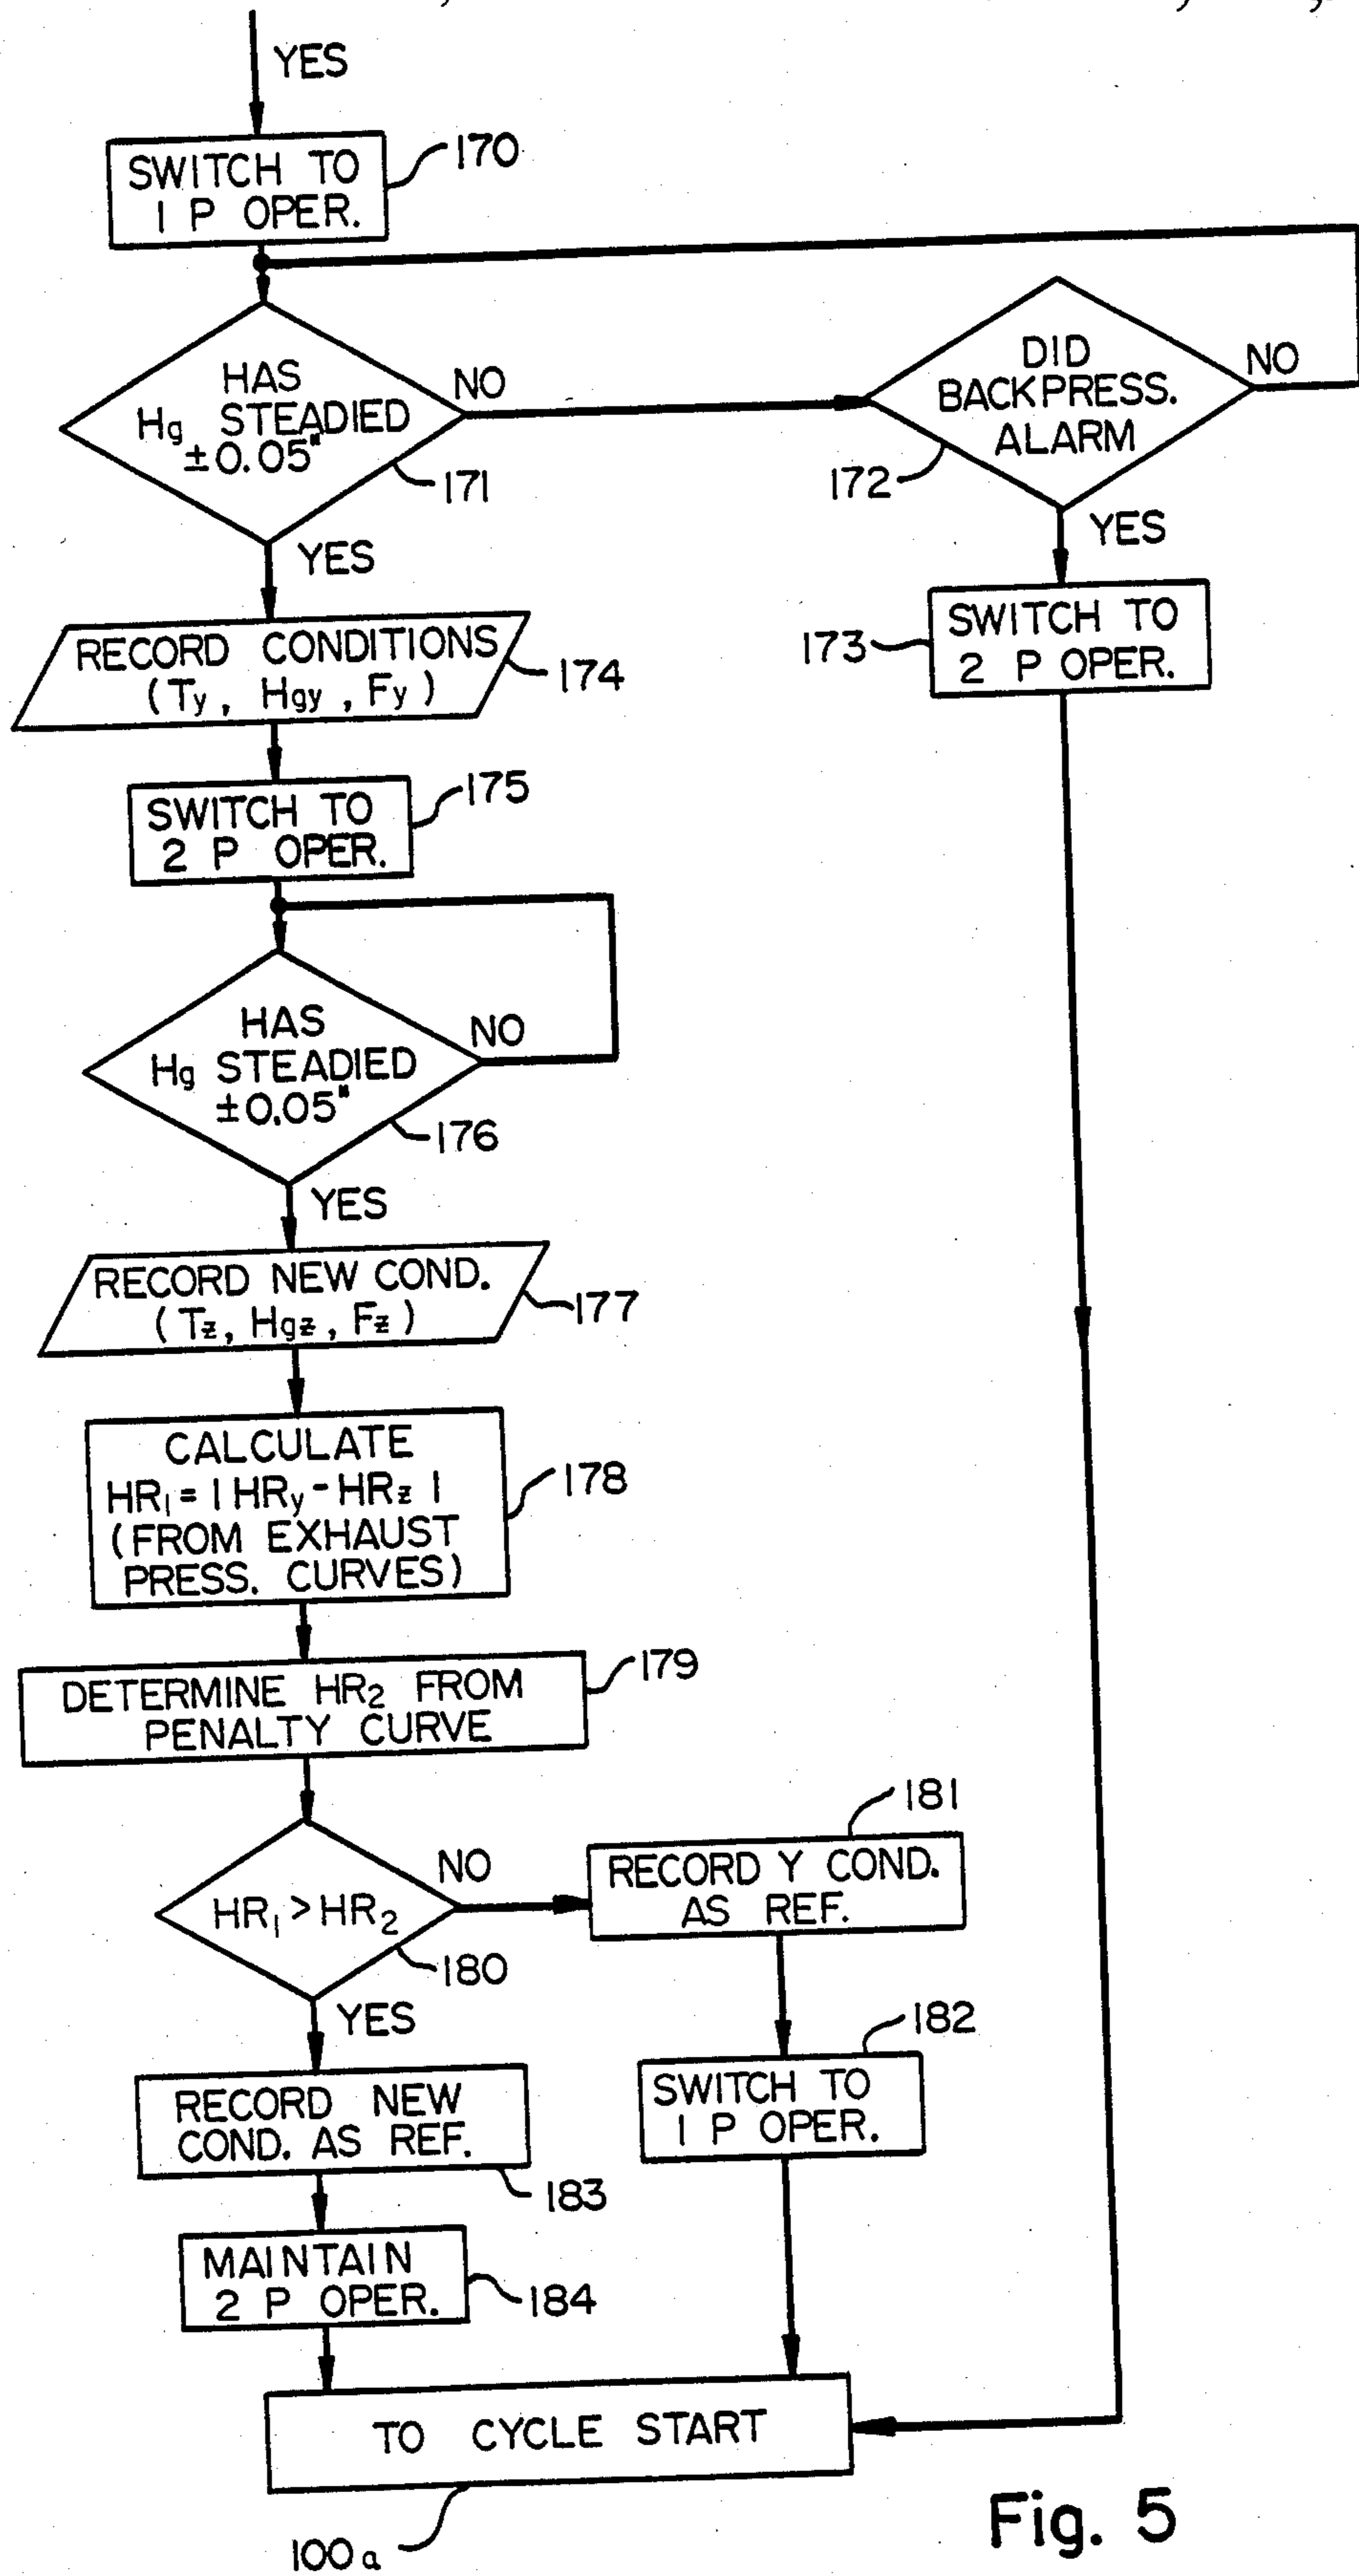 YES
SWITCH TO
1 P OPER.
170
HAS
Hg STEADIED
±0.05"
NO
171
DID
BACKPRESS.
ALARM
NO
172
YES
YES
SWITCH TO
2 P OPER.
173
RECORD CONDITIONS
(Ty, Hgy, Fy)
174
SWITCH TO
2 P OPER.
175
HAS
Hg STEADIED
±0.05"
NO
176
YES
RECORD NEW COND.
(Tz, Hgz, Fz)
177
CALCULATE
HR₁ = | HRy - HRz |
(FROM EXHAUST
PRESS. CURVES)
178
DETERMINE HR₂ FROM
PENALTY CURVE
179
HR₁ > HR₂
NO
180
YES
181
RECORD Y COND.
AS REF.
182
SWITCH TO
1 P OPER.
RECORD NEW
COND. AS REF.
183
MAINTAIN
2 P OPER.
184
TO CYCLE START
100a
Fig. 5